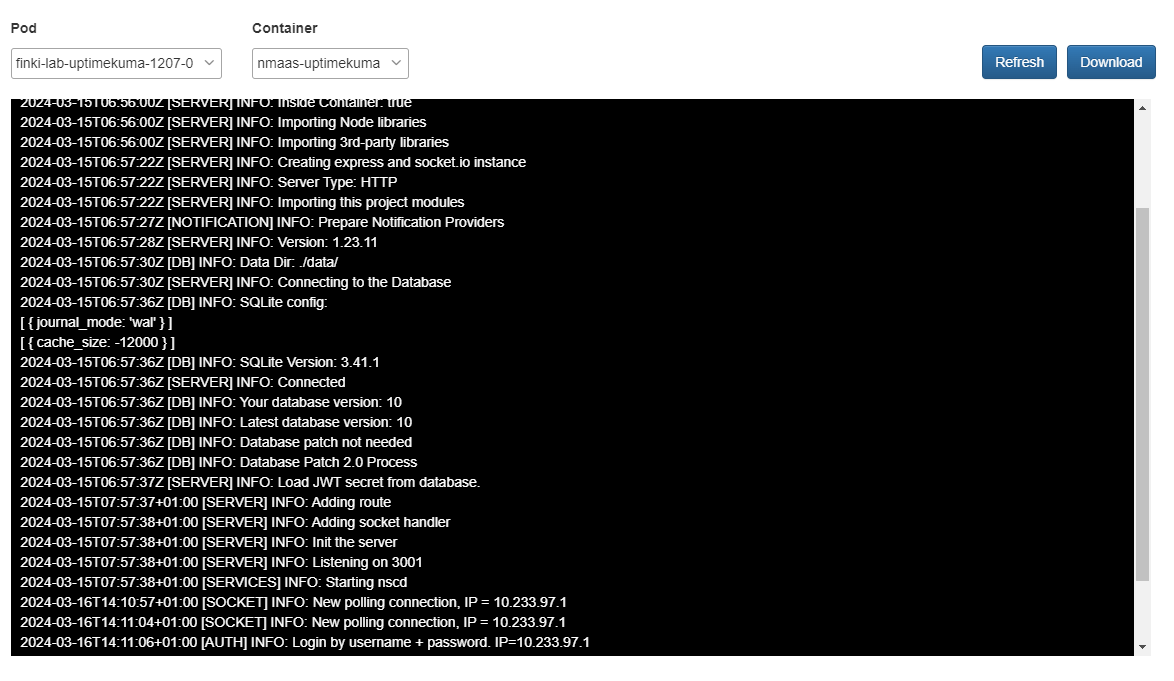 Pod
Container
finki-lab-uptimekuma-1207-0
nmaas-uptimekuma
Refresh
Download
2024-03-15T06:56:00Z [SERVER] INFO: Inside Container: true
2024-03-15T06:56:00Z [SERVER] INFO: Importing Node libraries
2024-03-15T06:56:00Z [SERVER] INFO: Importing 3rd-party libraries
2024-03-15T06:57:22Z [SERVER] INFO: Creating express and socket.io instance
2024-03-15T06:57:22Z [SERVER] INFO: Server Type: HTTP
2024-03-15T06:57:22Z [SERVER] INFO: Importing this project modules
2024-03-15T06:57:27Z [NOTIFICATION] INFO: Prepare Notification Providers
2024-03-15T06:57:28Z [SERVER] INFO: Version: 1.23.11
2024-03-15T06:57:30Z [DB] INFO: Data Dir: ./data/
2024-03-15T06:57:30Z [SERVER] INFO: Connecting to the Database
2024-03-15T06:57:36Z [DB] INFO: SQLite config:
[ { journal_mode: 'wal' } ]
[ { cache_size: -12000 } ]
2024-03-15T06:57:36Z [DB] INFO: SQLite Version: 3.41.1
2024-03-15T06:57:36Z [SERVER] INFO: Connected
2024-03-15T06:57:36Z [DB] INFO: Your database version: 10
2024-03-15T06:57:36Z [DB] INFO: Latest database version: 10
2024-03-15T06:57:36Z [DB] INFO: Database patch not needed
2024-03-15T06:57:36Z [DB] INFO: Database Patch 2.0 Process
2024-03-15T06:57:37Z [SERVER] INFO: Load JWT secret from database.
2024-03-15T07:57:37+01:00 [SERVER] INFO: Adding route
2024-03-15T07:57:38+01:00 [SERVER] INFO: Adding socket handler
2024-03-15T07:57:38+01:00 [SERVER] INFO: Init the server
2024-03-15T07:57:38+01:00 [SERVER] INFO: Listening on 3001
2024-03-15T07:57:38+01:00 [SERVICES] INFO: Starting nscd
2024-03-16T14:10:57+01:00 [SOCKET] INFO: New polling connection, IP = 10.233.97.1
2024-03-16T14:11:04+01:00 [SOCKET] INFO: New polling connection, IP = 10.233.97.1
2024-03-16T14:11:06+01:00 [AUTH] INFO: Login by username + password. IP=10.233.97.1